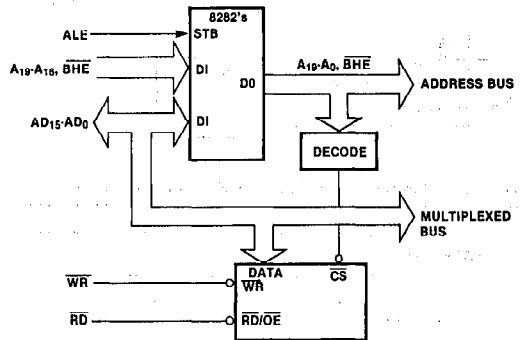 8282's
ALE
STB
A19-A16, BHE
DI
DO
A19-A0, BHE
ADDRESS BUS
AD15-AD0
DI
DECODE
MULTIPLEXED
BUS
DATA
CS
WR
WR
RD
RD/OE